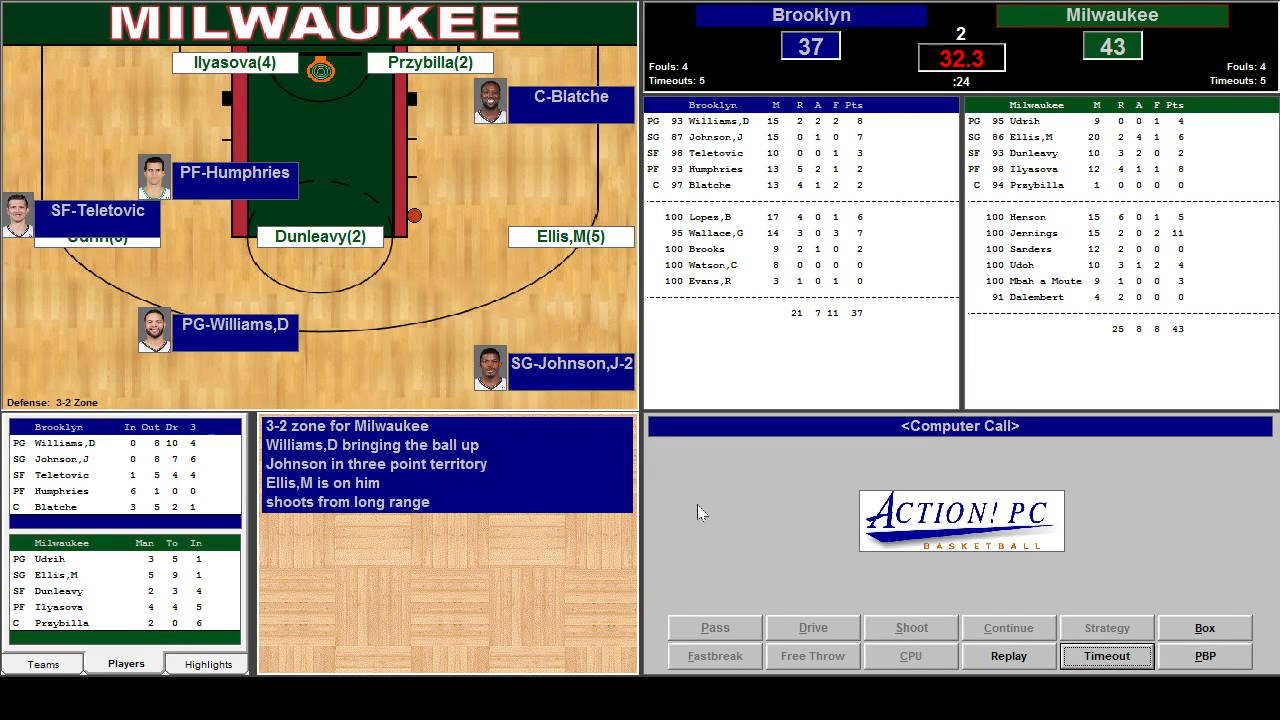 MILWAUKEE
Ilyasova(4)
Przybilla(2)
C-Blatche
PF-Humphries
SF-Teletovic
Dunleavy(2)
Ellis,M(5)
PG-Williams,D
SG-Johnson,J-2
Defense: 3-2 Zone
Brooklyn
Milwaukee
37
2
43
32.3
Fouls: 4
Fouls: 4
Timeouts: 5
:24
Timeouts: 5
Brooklyn M R A F Pts
PG 93 Williams,D 15 2 2 2 8
SG 87 Johnson,J 15 0 1 0 7
SF 98 Teletovic 10 0 0 1 3
PF 93 Humphries 13 5 2 1 2
C 97 Blatche 13 4 1 2 2
100 Lopes,B 17 4 0 1 6
95 Wallace,G 14 3 0 3 7
100 Brooks 9 2 1 0 2
100 Watson,C 8 0 0 0 0
100 Evans,R 3 1 0 1 0
21 7 11 37
Milwaukee M R A F Pts
PG 95 Udrih 9 0 0 1 4
SG 86 Ellis,M 20 2 4 1 6
SF 93 Dunleavy 10 3 2 0 2
PF 98 Ilyasova 12 4 1 1 8
C 94 Przybilla 1 0 0 0 0
100 Henson 15 6 0 1 5
100 Jennings 15 2 0 2 11
100 Sanders 12 2 0 0 0
100 Udoh 10 3 1 2 4
100 Mbah a Moute 9 1 0 0 3
91 Dalembert 4 2 0 0 0
25 8 8 43
Brooklyn In Out Dr 3
PG Williams,D 0 8 10 4
SG Johnson,J 0 8 7 6
SF Teletovic 1 5 4 4
PF Humphries 6 1 0 0
C Blatche 3 5 2 1
Milwaukee Man To In
PG Udrih 3 5 1
SG Ellis,M 5 9 1
SF Dunleavy 2 3 4
PF Ilyasova 4 4 5
C Przybilla 2 0 6
Teams
Players
Highlights
3-2 zone for Milwaukee
Williams,D bringing the ball up
Johnson in three point territory
Ellis,M is on him
shoots from long range
<Computer Call>
ACTION! PC
BASKETBALL
Pass Drive Shoot Continue Strategy Box
Fastbreak Free Throw CPU Replay Timeout PBP